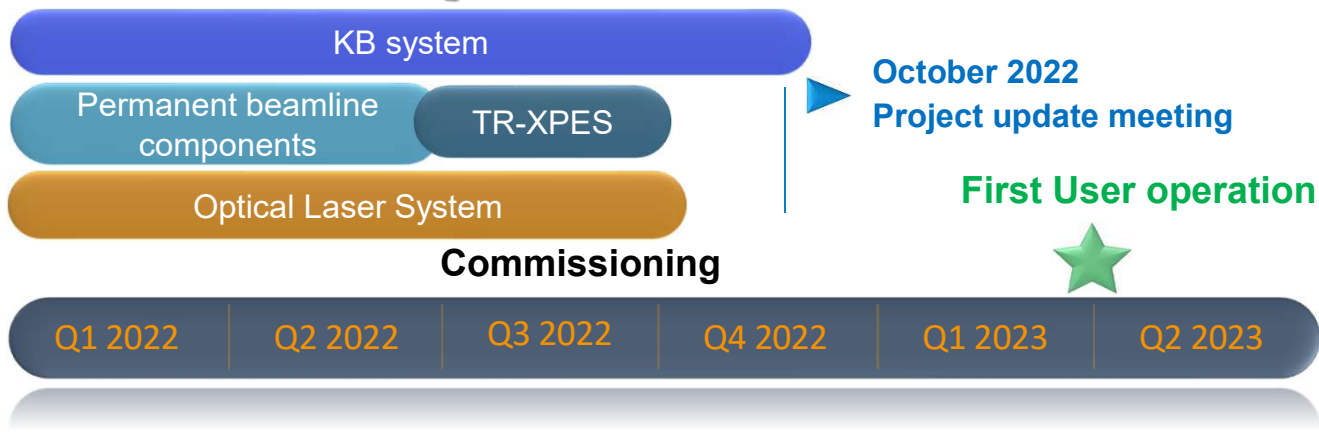 KB system
October 2022
Project update meeting
Permanent beamline
components
TR-XPES
Optical Laser System
First User operation
Commissioning
Q1 2022
Q2 2022
Q3 2022
Q4 2022
Q1 2023
Q2 2023